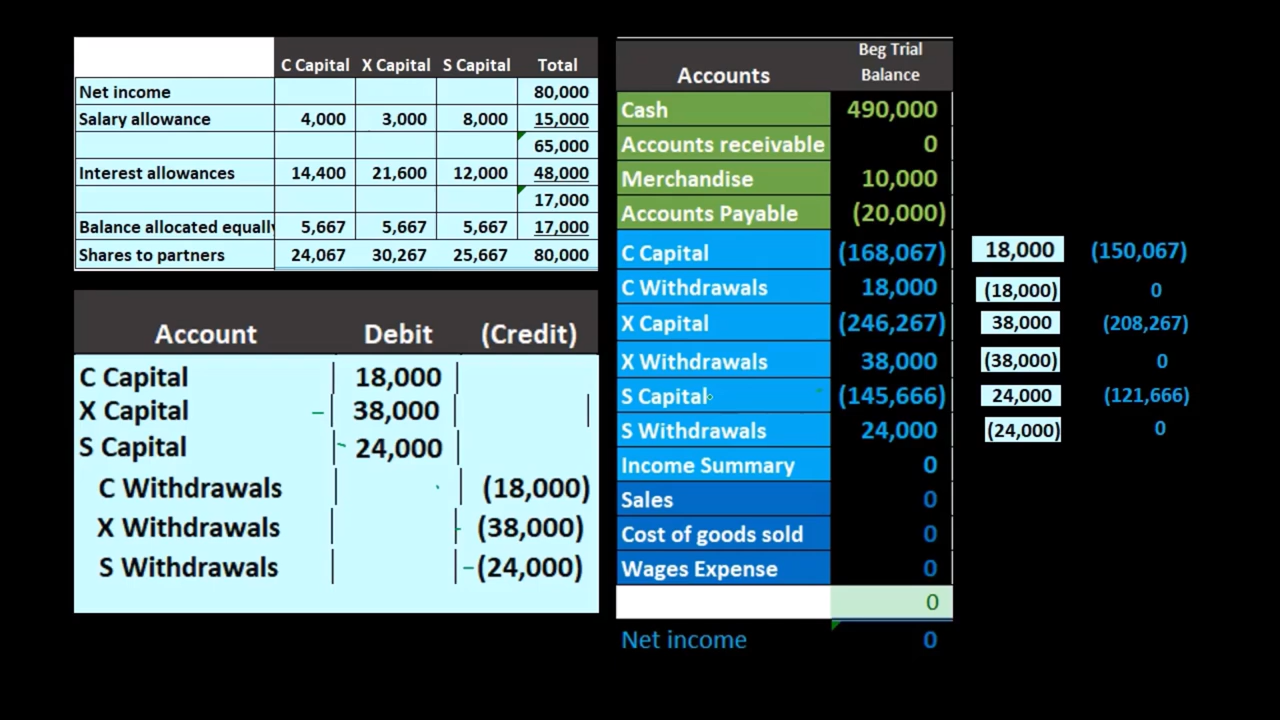 C Capital X Capital S Capital Total
Net income 80,000
Salary allowance 4,000 3,000 8,000 15,000
65,000
Interest allowances 14,400 21,600 12,000 48,000
17,000
Balance allocated equally 5,667 5,667 5,667 17,000
Shares to partners 24,067 30,267 25,667 80,000
Account Debit (Credit)
C Capital 18,000
X Capital 38,000
S Capital 24,000
C Withdrawals (18,000)
X Withdrawals (38,000)
S Withdrawals (24,000)
Beg Trial
Accounts Balance
Cash 490,000
Accounts receivable 0
Merchandise 10,000
Accounts Payable (20,000)
C Capital (168,067) 18,000 (150,067)
C Withdrawals 18,000 (18,000) 0
X Capital (246,267) 38,000 (208,267)
X Withdrawals 38,000 (38,000) 0
S Capital (145,666) 24,000 (121,666)
S Withdrawals 24,000 (24,000) 0
Income Summary 0
Sales 0
Cost of goods sold 0
Wages Expense 0
0
Net income 0